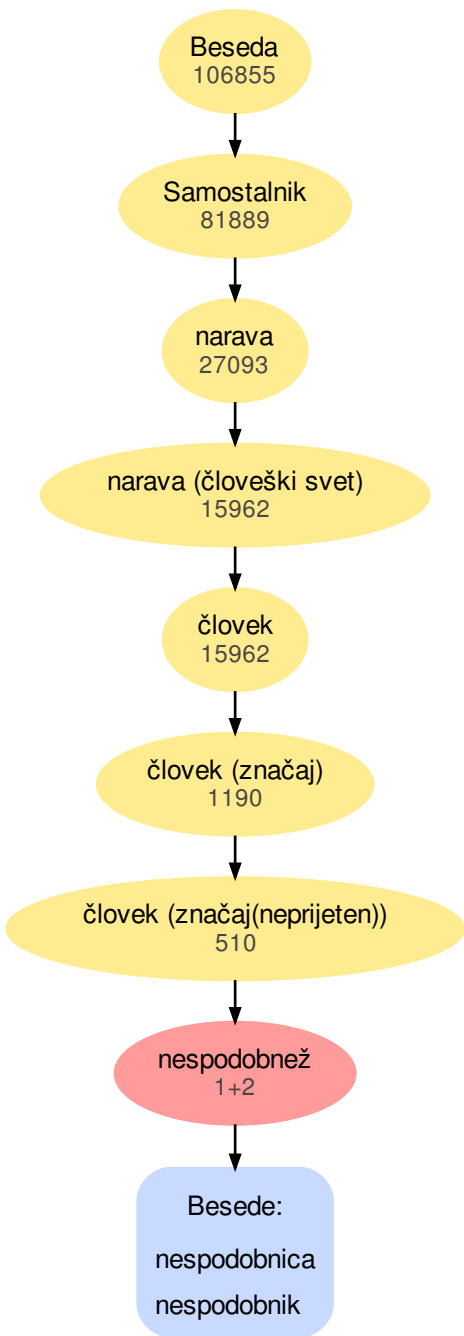 Beseda
106855
Samostalnik
81889
narava
27093
narava (človeški svet)
15962
človek
15962
človek (značaj)
1190
človek (značaj(neprijeten))
510
nespodobnež
1+2
Besede:
nespodobnica
nespodobnik